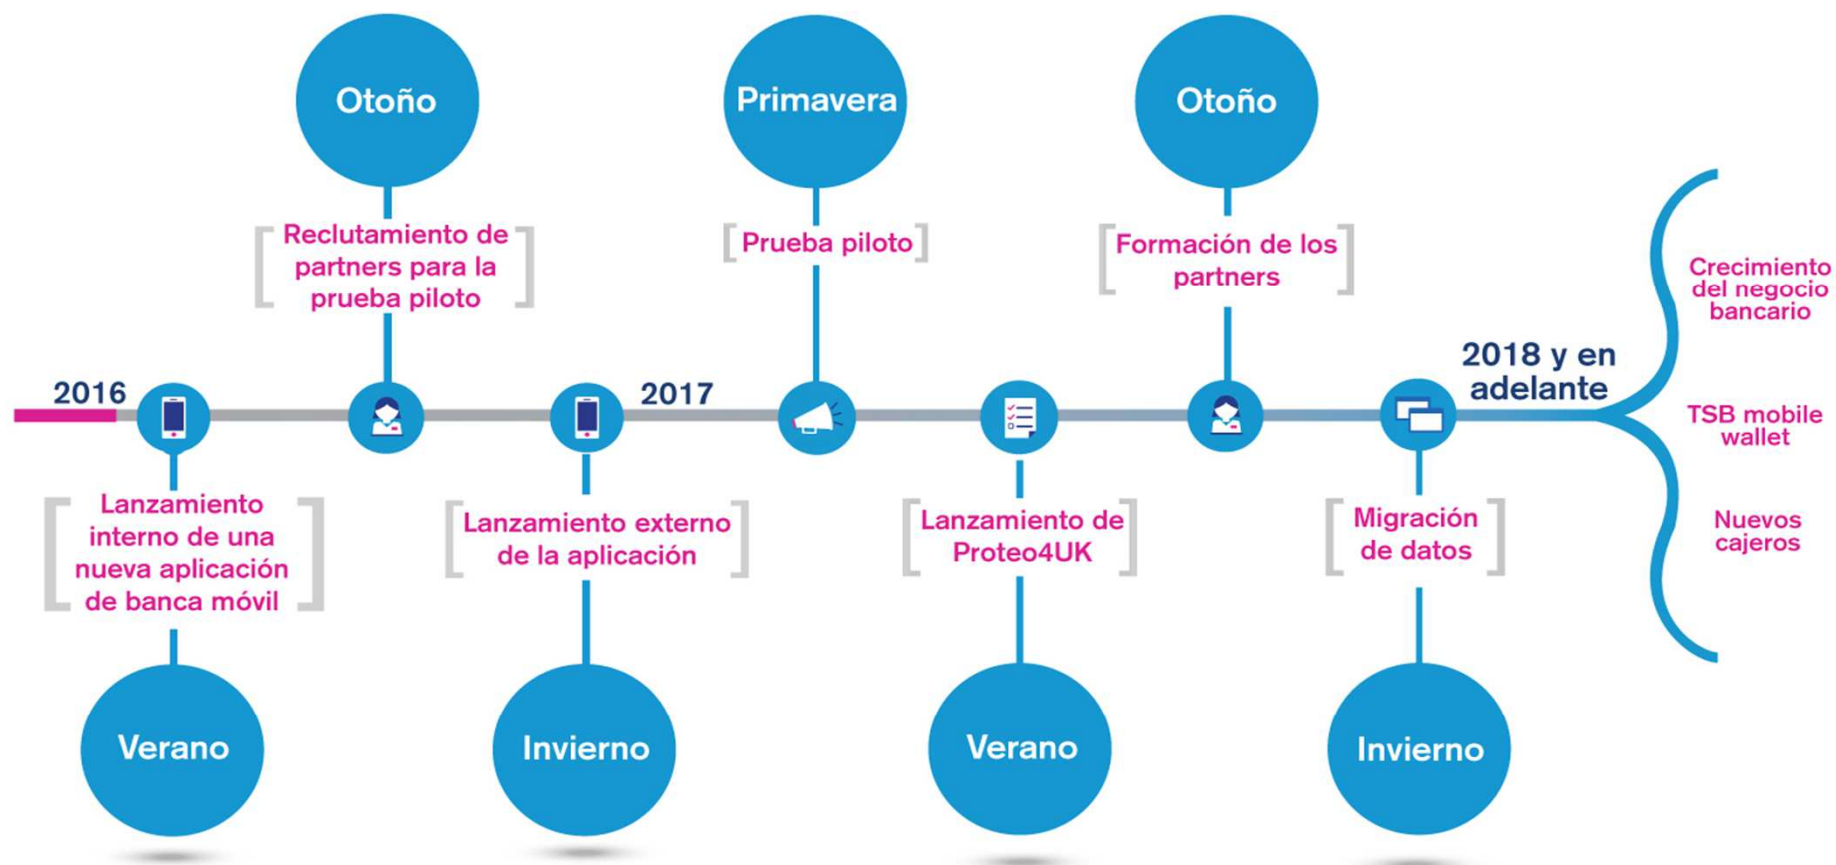 Otoño
Primavera
Otoño
Reclutamiento de
partners para la
prueba piloto
Prueba piloto
Formación de los
partners
2016
2017
2018 y en
adelante
Crecimiento
del negocio
bancario
TSB mobile
wallet
Nuevos
cajeros
Lanzamiento
interno de una
nueva aplicación
de banca móvil
Lanzamiento externo
de la aplicación
Lanzamiento de
Proteo4UK
Migración
de datos
Verano
Invierno
Verano
Invierno